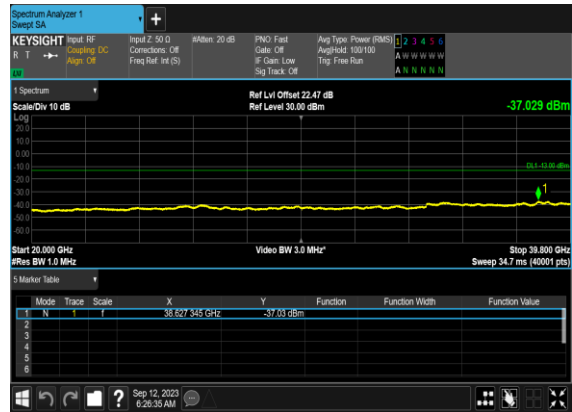 Spectrum Analyzer 1
Swept SA
KEYSIGHT Input: RF Input Z: 50 Ω #Atten: 20 dB PNO: Fast Avg Type: Power (RMS) 1 2 3 4 5 6
R T Coupling: DC Corrections: Off Gate: Off Avg|Hold: 100/100 A W W W W W
Align: Off Freq Ref: Int (S) IF Gain: Low Trig: Free Run
LXI Sig Track: Off A N N N N N
1 Spectrum
Ref Lvl Offset 22.47 dB
Scale/Div 10 dB Ref Level 30.00 dBm -37.029 dBm
Log
20.0
10.0
0.00
-10.0 DL1 -13.00 dBm
-20.0
-30.0 1
-40.0
-50.0
-60.0
Start 20.000 GHz Video BW 3.0 MHz* Stop 39.800 GHz
#Res BW 1.0 MHz Sweep 34.7 ms (40001 pts)
5 Marker Table
Mode Trace Scale X Y Function Function Width Function Value
1 N 1 f 38.627 345 GHz -37.03 dBm
2
3
4
5
6
? Sep 12, 2023
6:26:35 AM